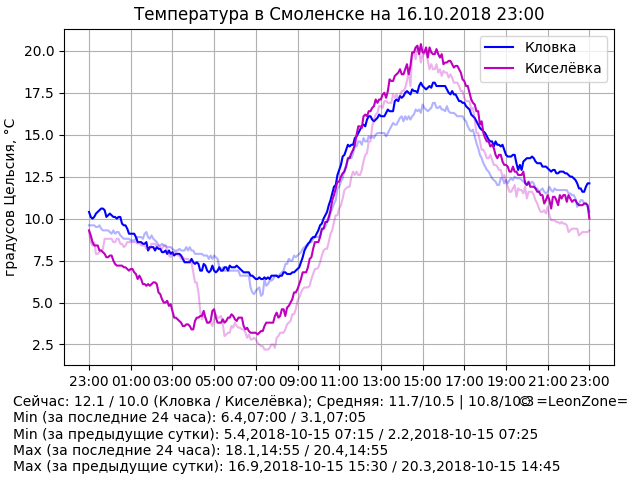 Температура в Смоленске на 16.10.2018 23:00
Кловка
Киселёвка
градусов Цельсия, °C
20.0
17.5
15.0
12.5
10.0
7.5
5.0
2.5
23:00 01:00 03:00 05:00 07:00 09:00 11:00 13:00 15:00 17:00 19:00 21:00 23:00
Сейчас: 12.1 / 10.0 (Кловка / Киселёвка); Средняя: 11.7/10.5 | 10.8/10.3
© =LeonZone=
Min (за последние 24 часа): 6.4,07:00 / 3.1,07:05
Min (за предыдущие сутки): 5.4,2018-10-15 07:15 / 2.2,2018-10-15 07:25
Max (за последние 24 часа): 18.1,14:55 / 20.4,14:55
Max (за предыдущие сутки): 16.9,2018-10-15 15:30 / 20.3,2018-10-15 14:45